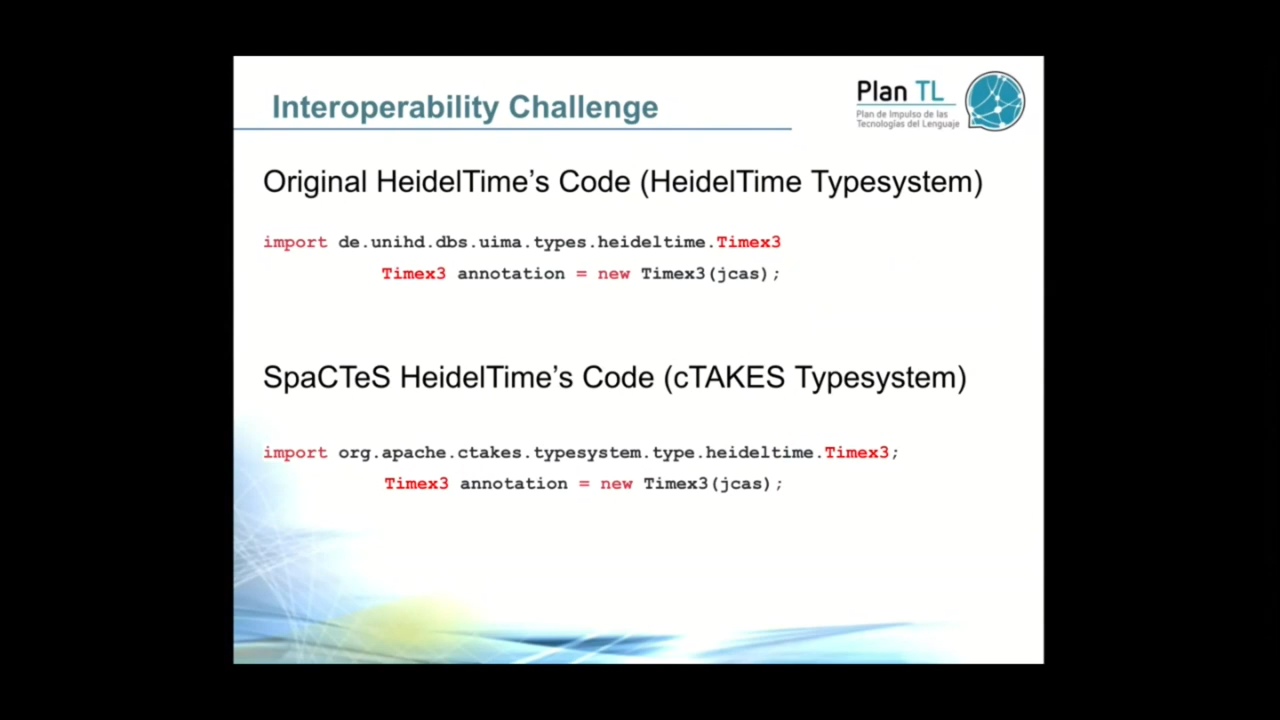 Interoperability Challenge
Plan TL
Plan de Impulso de las
Tecnologías del Lenguaje
Original HeidelTime’s Code (HeidelTime Typesystem)
import de.unihd.dbs.uima.types.heideltime.Timex3
Timex3 annotation = new Timex3(jcas);
SpaCTeS HeidelTime’s Code (cTAKES Typesystem)
import org.apache.ctakes.typesystem.type.heideltime.Timex3;
Timex3 annotation = new Timex3(jcas);